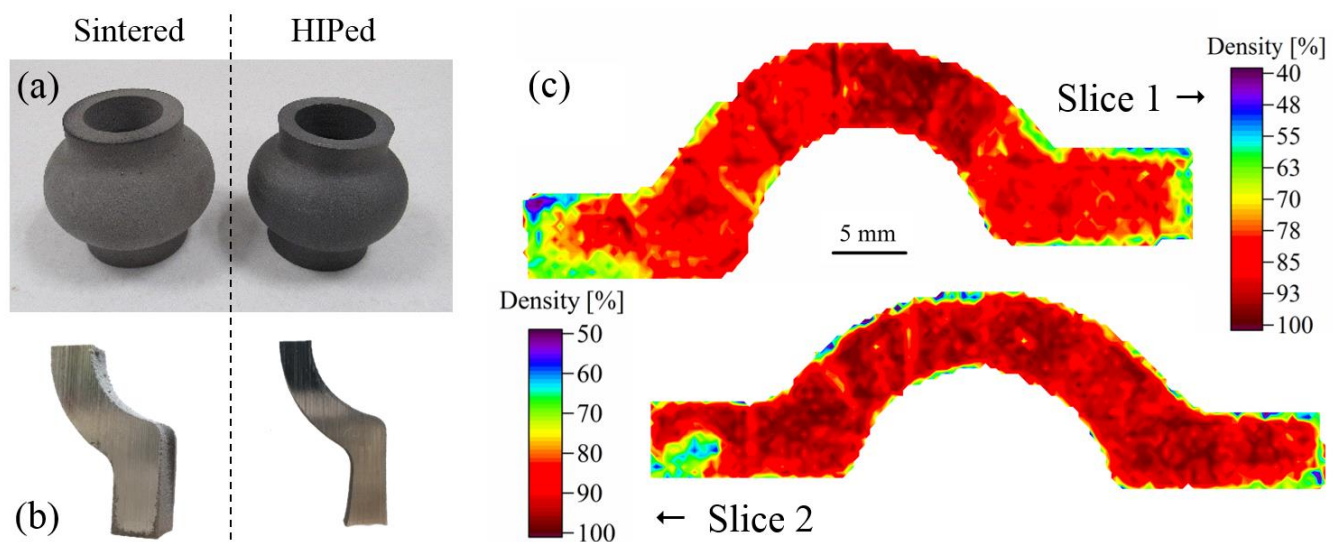 Sintered
HIPed
(a)
(b)
(c)
Slice 1 →
Density [%]
40
48
55
63
70
78
85
93
100
5 mm
Density [%]
50
60
70
80
90
100
← Slice 2